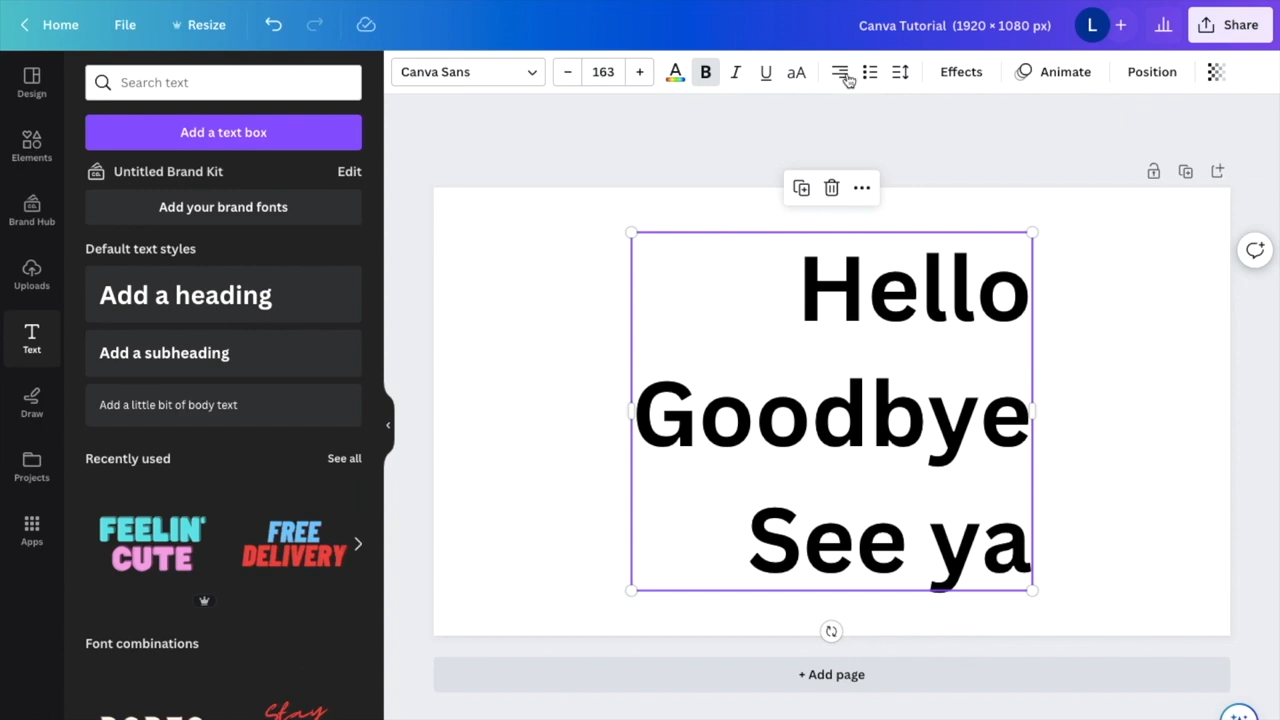 Home File Resize Canva Tutorial (1920 × 1080 px) L + Share
Canva Sans – 163 + A B I U aA Effects Animate Position
Design
Elements
Brand Hub
Uploads
Text
Draw
Projects
Apps
Search text
Add a text box
Untitled Brand Kit Edit
Add your brand fonts
Default text styles
Add a heading
Add a subheading
Add a little bit of body text
Recently used See all
FEELIN'
CUTE
FREE
DELIVERY
Font combinations
Stay
Hello
Goodbye
See ya
+ Add page